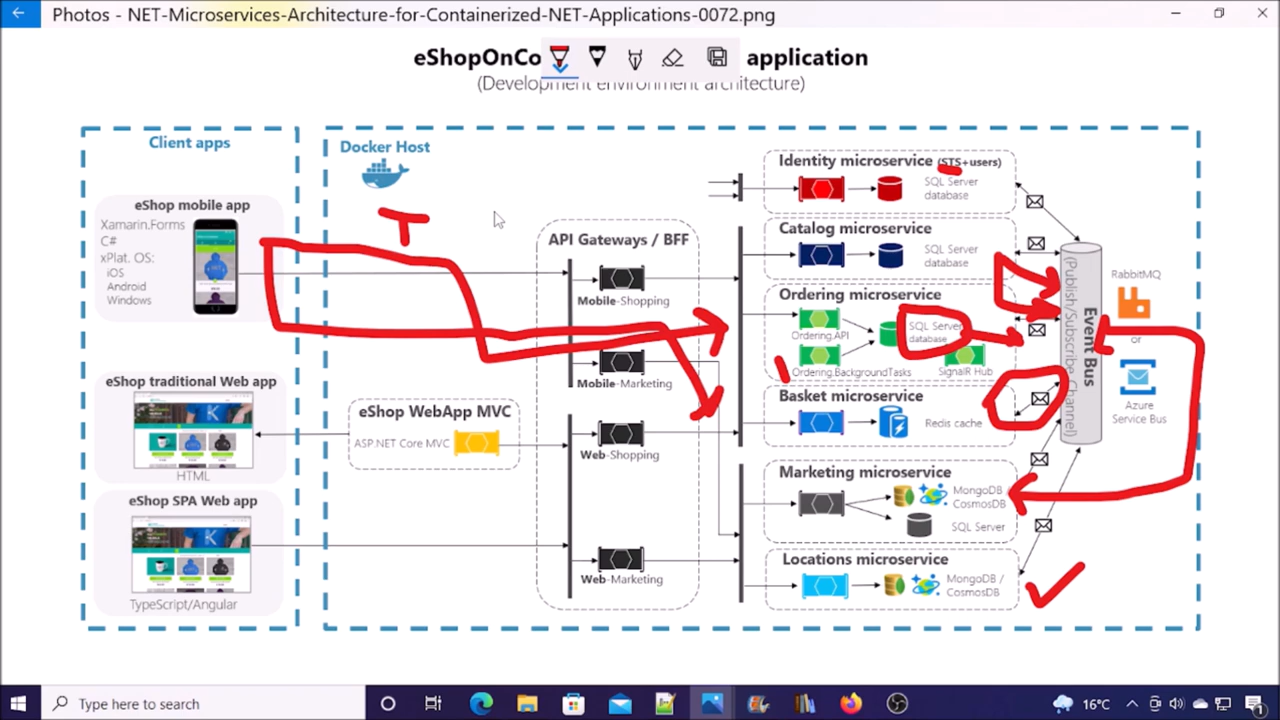 Photos - NET-Microservices-Architecture-for-Containerized-NET-Applications-0072.png
eShopOnCo application
(Development environment architecture)
Client apps
eShop mobile app
Xamarin.Forms
C#
xPlat. OS:
iOS
Android
Windows
eShop traditional Web app
HTML
eShop SPA Web app
TypeScript/Angular
Docker Host
T
eShop WebApp MVC
ASP.NET Core MVC
API Gateways / BFF
Mobile-Shopping
Mobile-Marketing
Web-Shopping
Web-Marketing
Identity microservice (STS+users)
SQL Server
database
Catalog microservice
SQL Server
database
Ordering microservice
Ordering.API
SQL Server
database
Ordering.BackgroundTasks
SignalR Hub
Basket microservice
Redis cache
Marketing microservice
MongoDB /
CosmosDB
SQL Server
Locations microservice
MongoDB /
CosmosDB
Event Bus
(Publish/Subscribe Channel)
RabbitMQ
or
Azure
Service Bus
Type here to search
16°C
1